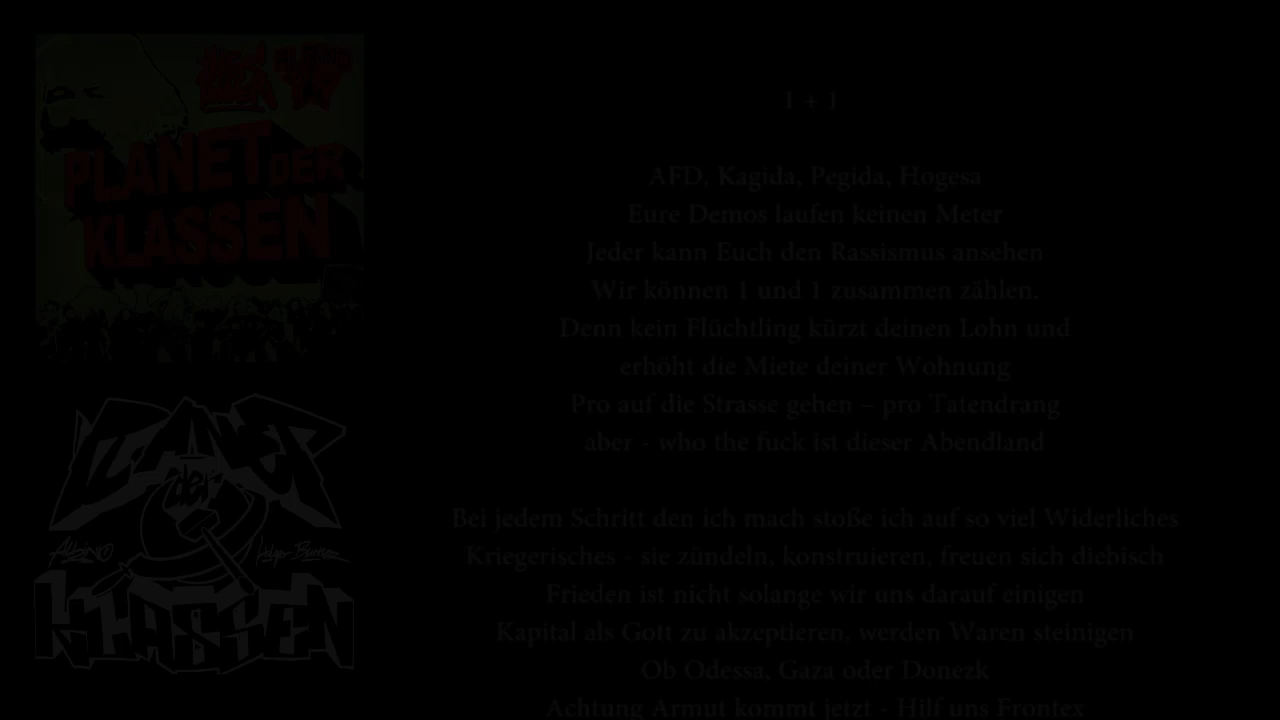 PLANET DER
KLASSEN
PLANET
der
Albino
Holger Burner
KLASSEN
1 + 1
AFD, Kagida, Pegida, Hogesa
Eure Demos laufen keinen Meter
Jeder kann Euch den Rassismus ansehen
Wir können 1 und 1 zusammen zählen.
Denn kein Flüchtling kürzt deinen Lohn und
erhöht die Miete deiner Wohnung
Pro auf die Strasse gehen – pro Tatendrang
aber - who the fuck ist dieser Abendland
Bei jedem Schritt den ich mach stoße ich auf so viel Widerliches
Kriegerisches - sie zündeln, konstruieren, freuen sich diebisch
Frieden ist nicht solange wir uns darauf einigen
Kapital als Gott zu akzeptieren, werden Waren steinigen
Ob Odessa, Gaza oder Donezk
Achtung Armut kommt jetzt - Hilf uns Frontex